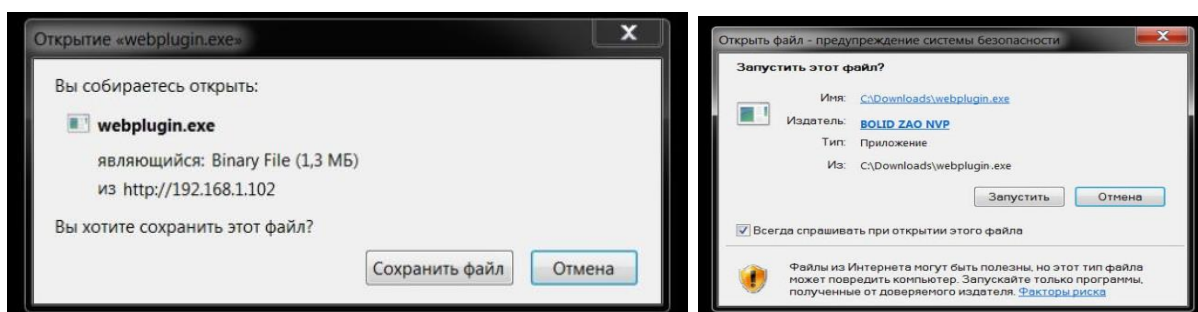 Открытие «webplugin.exe»
Вы собираетесь открыть:
webplugin.exe
являющийся: Binary File (1,3 МБ)
из http://192.168.1.102
Вы хотите сохранить этот файл?
Сохранить файл
Отмена
Открыть файл - предупреждение системы безопасности
Запустить этот файл?
Имя: C:\Downloads\webplugin.exe
Издатель: BOLID ZAO NVP
Тип: Приложение
Из: C:\Downloads\webplugin.exe
Запустить
Отмена
Всегда спрашивать при открытии этого файла
Файлы из Интернета могут быть полезны, но этот тип файла
может повредить компьютер. Запускайте только программы,
полученные от доверяемого издателя. Факторы риска